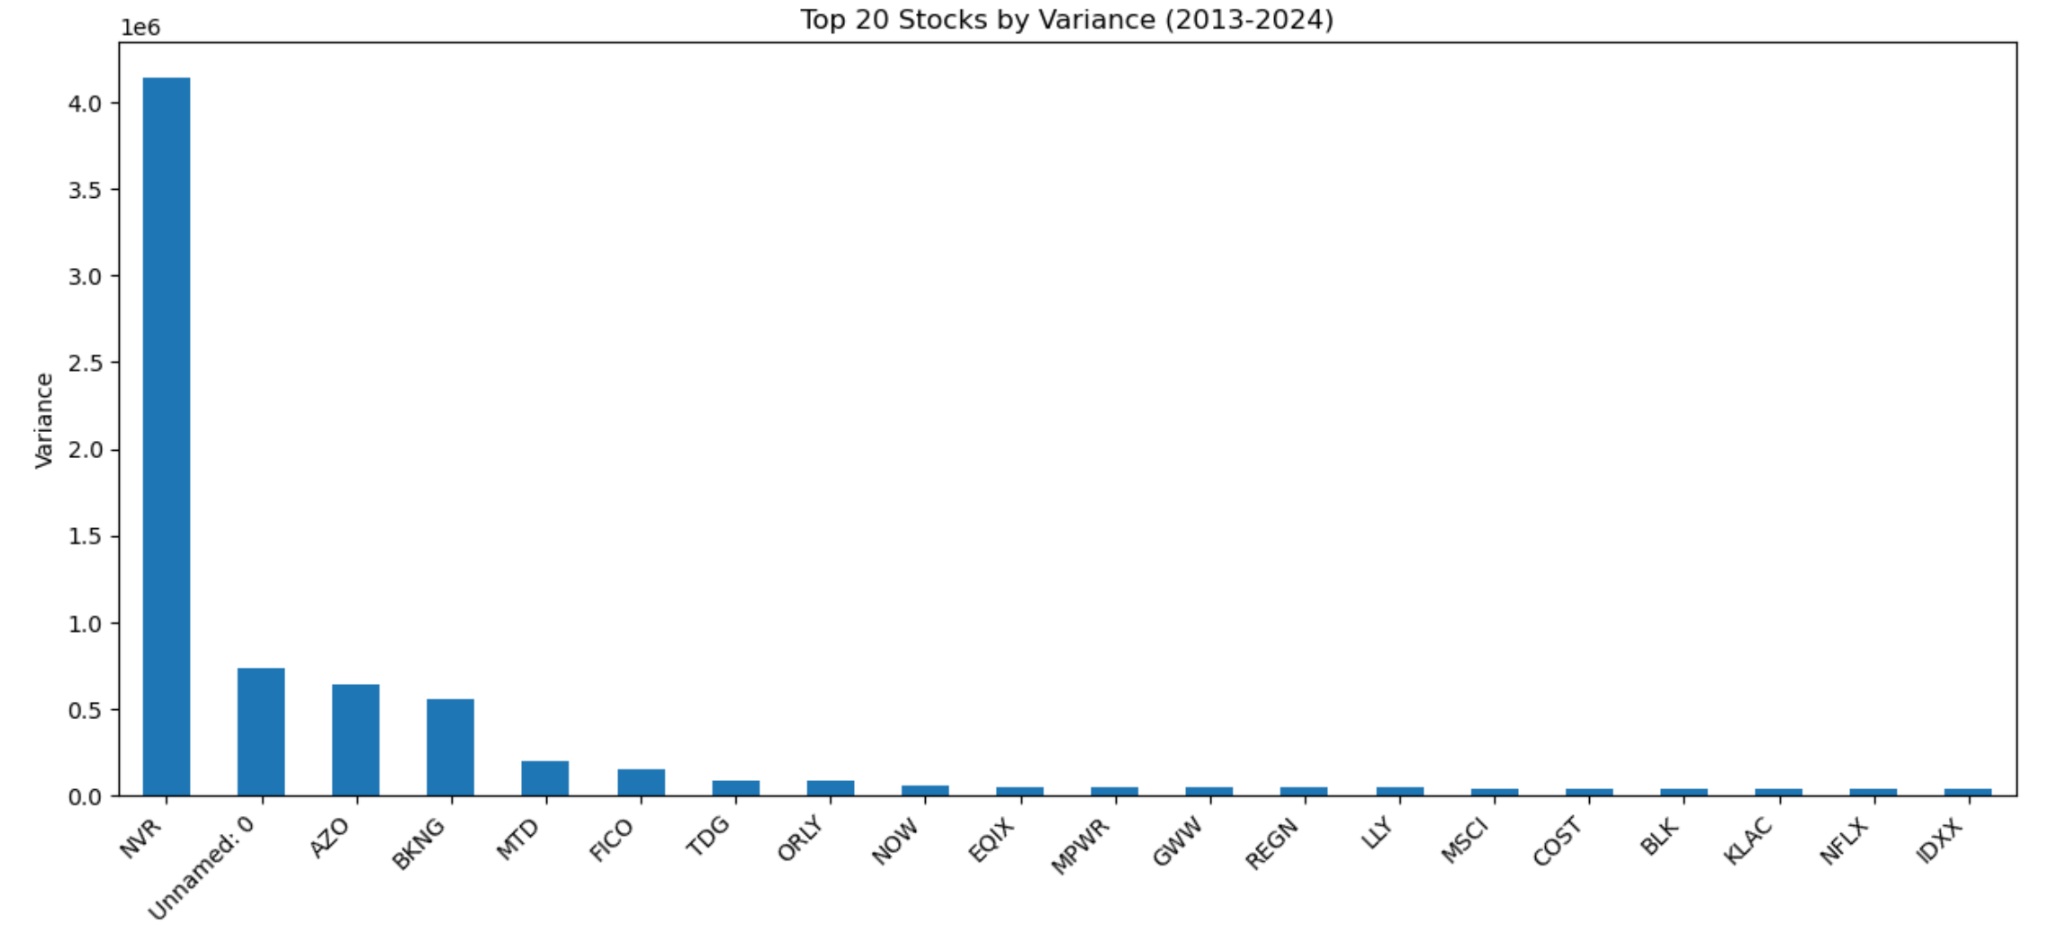 Top 20 Stocks by Variance (2013-2024)
1e6
4.0
3.5
3.0
2.5
2.0
1.5
1.0
0.5
0.0
Variance
NVR
Unnamed: 0
AZO
BKNG
MTD
FICO
TDG
ORLY
NOW
EQIX
MPWR
GWW
REGN
LLY
MSCI
COST
BLK
KLAC
NFLX
IDXX